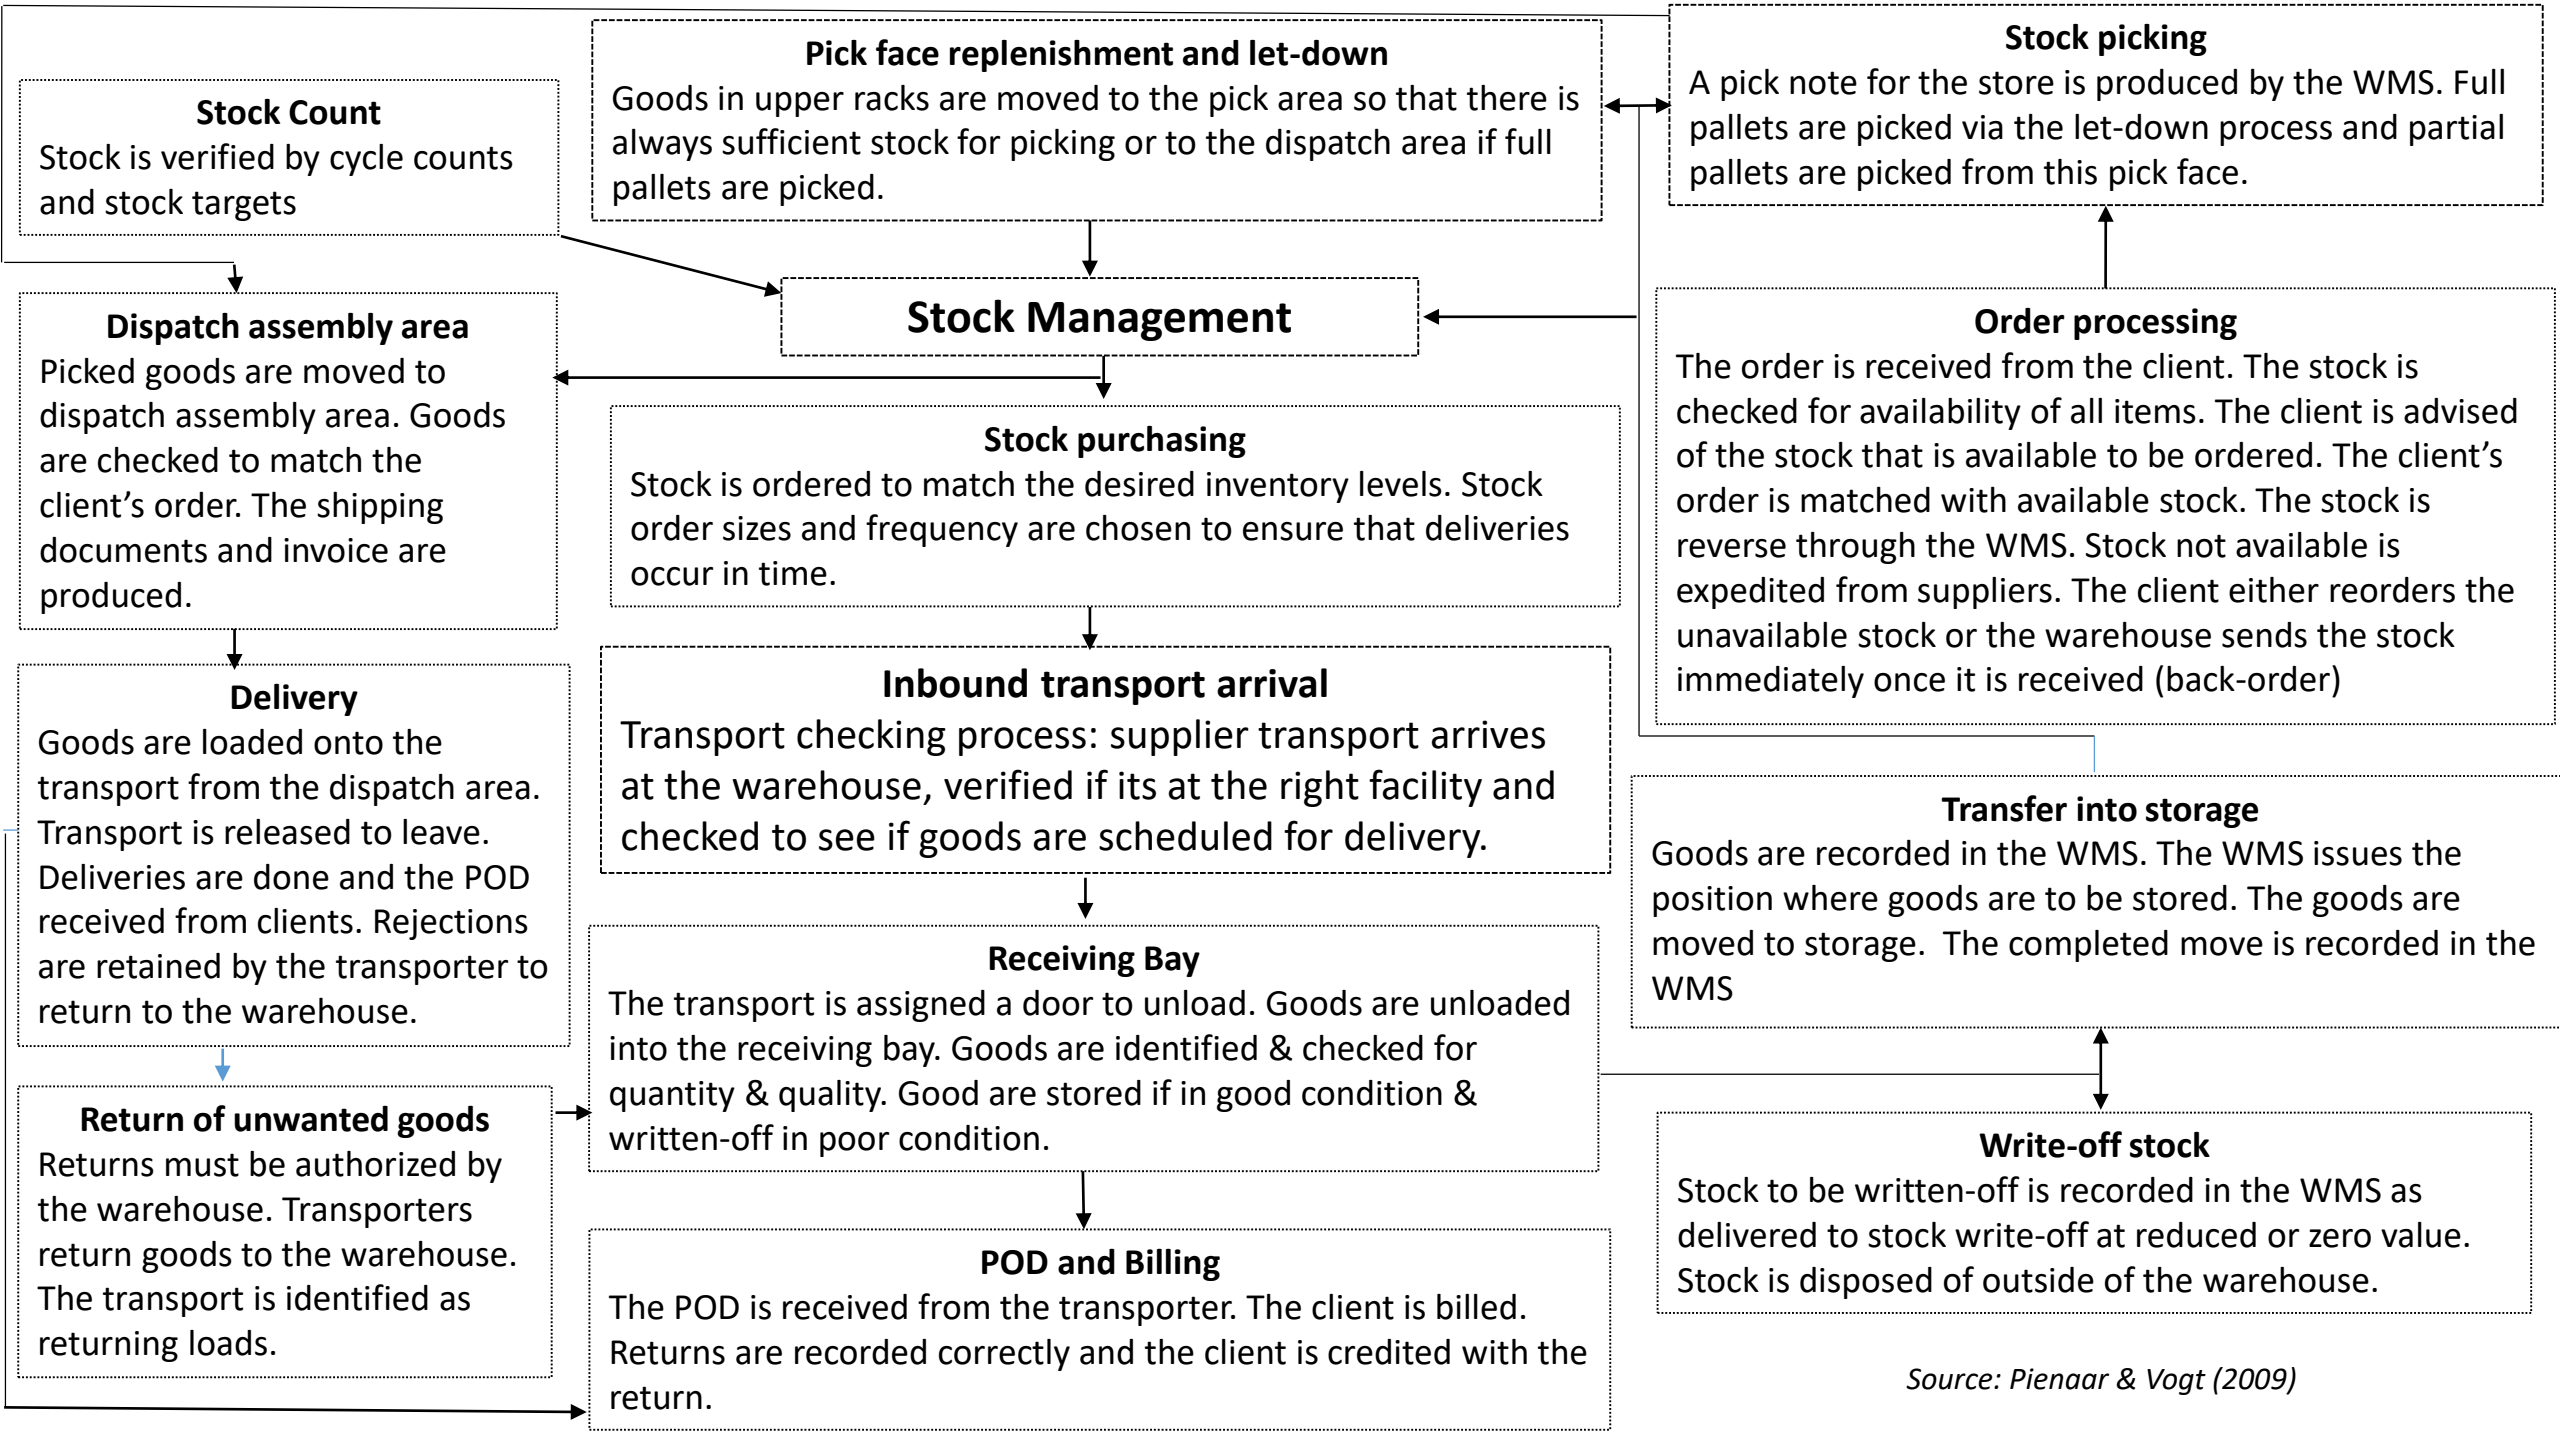 Pick face replenishment and let-down
Goods in upper racks are moved to the pick area so that there is
always sufficient stock for picking or to the dispatch area if full
pallets are picked.
Stock picking
A pick note for the store is produced by the WMS. Full
pallets are picked via the let-down process and partial
pallets are picked from this pick face.
Stock Count
Stock is verified by cycle counts
and stock targets
Stock Management
Dispatch assembly area
Picked goods are moved to
dispatch assembly area. Goods
are checked to match the
client’s order. The shipping
documents and invoice are
produced.
Stock purchasing
Stock is ordered to match the desired inventory levels. Stock
order sizes and frequency are chosen to ensure that deliveries
occur in time.
Order processing
The order is received from the client. The stock is
checked for availability of all items. The client is advised
of the stock that is available to be ordered. The client’s
order is matched with available stock. The stock is
reverse through the WMS. Stock not available is
expedited from suppliers. The client either reorders the
unavailable stock or the warehouse sends the stock
immediately once it is received (back-order)
Delivery
Goods are loaded onto the
transport from the dispatch area.
Transport is released to leave.
Deliveries are done and the POD
received from clients. Rejections
are retained by the transporter to
return to the warehouse.
Inbound transport arrival
Transport checking process: supplier transport arrives
at the warehouse, verified if its at the right facility and
checked to see if goods are scheduled for delivery.
Transfer into storage
Goods are recorded in the WMS. The WMS issues the
position where goods are to be stored. The goods are
moved to storage.  The completed move is recorded in the
WMS
Receiving Bay
The transport is assigned a door to unload. Goods are unloaded
into the receiving bay. Goods are identified & checked for
quantity & quality. Good are stored if in good condition &
written-off in poor condition.
Return of unwanted goods
Returns must be authorized by
the warehouse. Transporters
return goods to the warehouse.
The transport is identified as
returning loads.
Write-off stock
Stock to be written-off is recorded in the WMS as
delivered to stock write-off at reduced or zero value.
Stock is disposed of outside of the warehouse.
POD and Billing
The POD is received from the transporter. The client is billed.
Returns are recorded correctly and the client is credited with the
return.
Source: Pienaar & Vogt (2009)